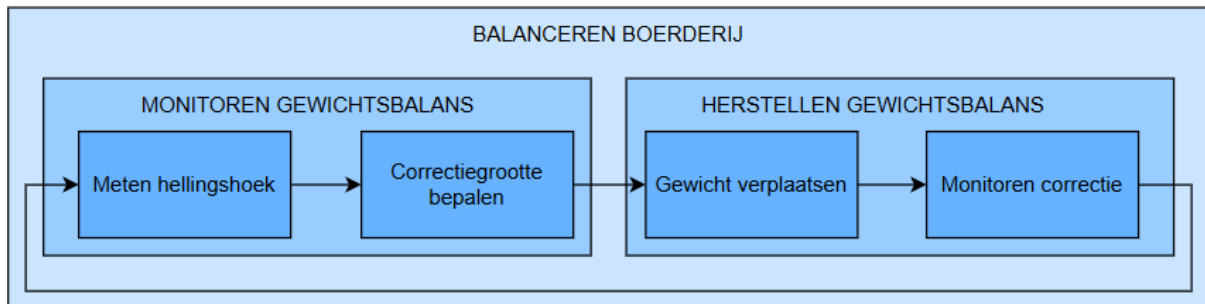 BALANCEREN BOERDERIJ
MONITOREN GEWICHTSBALANS
Meten hellingshoek
Correctiegrootte
bepalen
HERSTELLEN GEWICHTSBALANS
Gewicht verplaatsen
Monitoren correctie